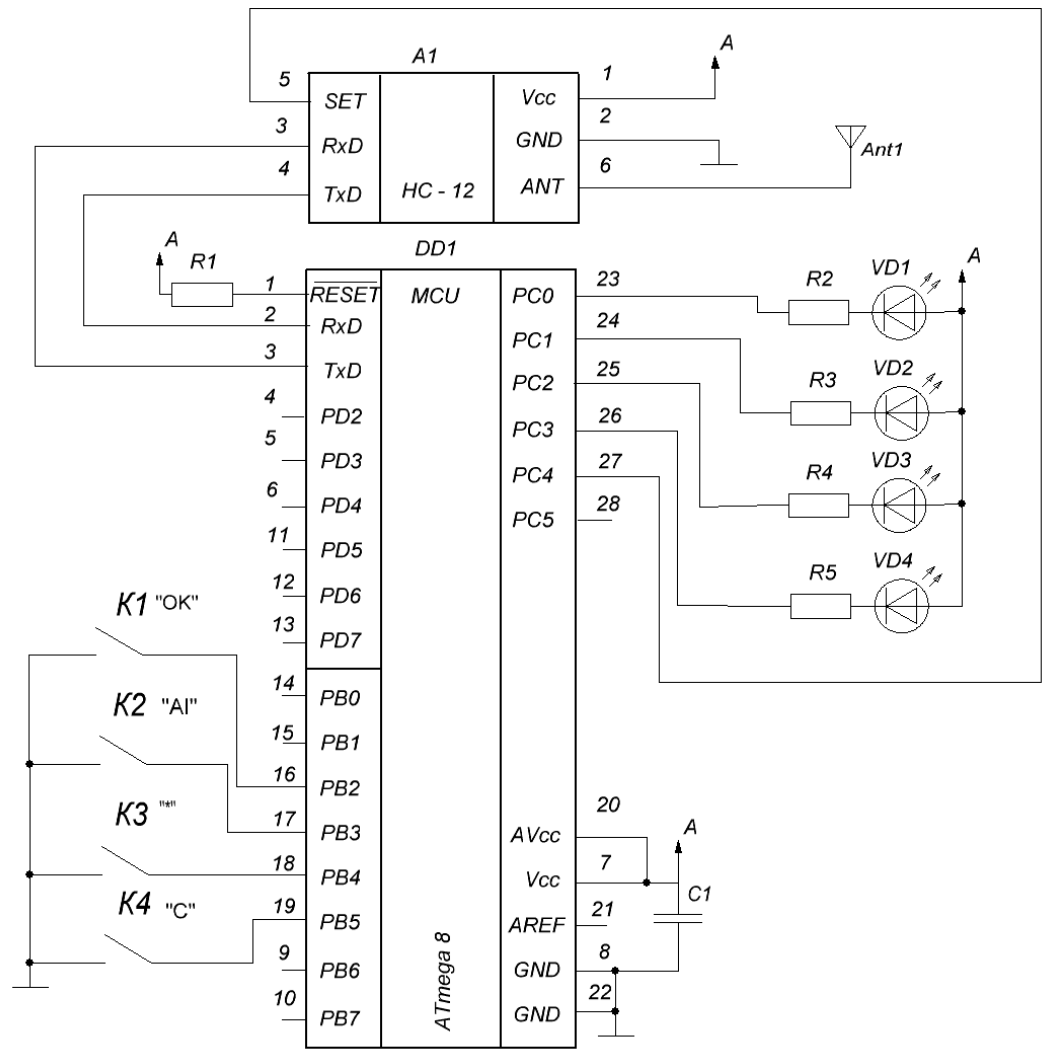 A1
5 SET Vcc 1 A
3 RxD GND 2
4 TxD HC - 12 ANT 6 Ant1
DD1
A R1 1 RESET MCU PC0 23 R2 VD1 A
2 RxD PC1 24
3 TxD PC2 25 R3 VD2
4 PD2 PC3 26
5 PD3 PC4 27 R4 VD3
6 PD4 PC5 28
11 PD5
12 PD6 R5 VD4
13 PD7
К1 "OK"
14 PB0
К2 "AI"
15 PB1
16 PB2
К3 "*"
17 PB3 AVcc 20 A
18 PB4 Vcc 7 C1
К4 "C"
19 PB5 AREF 21
9 PB6 GND 8
10 PB7 ATmega 8 GND 22